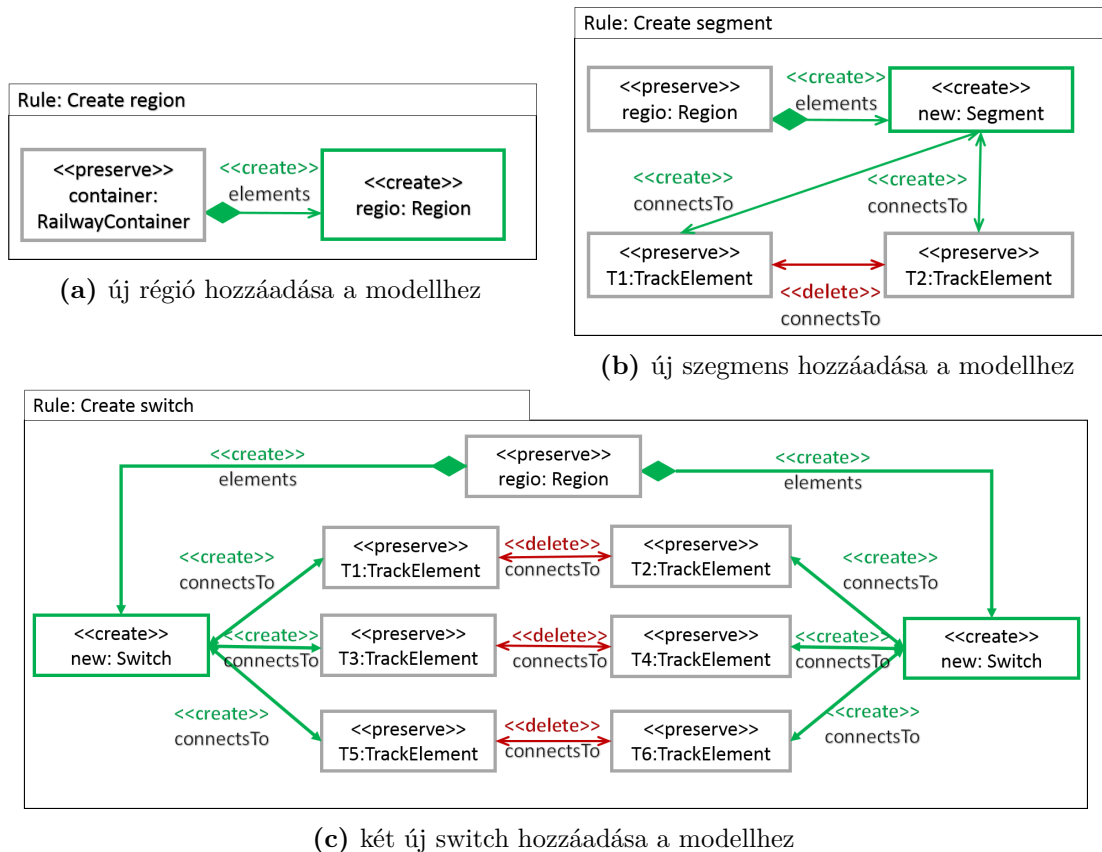 Rule: Create region
<<preserve>>
container:
RailwayContainer
<<create>>
elements
<<create>>
regio: Region
(a) új régió hozzáadása a modellhez
Rule: Create segment
<<preserve>>
regio: Region
<<create>>
elements
<<create>>
new: Segment
<<create>>
connectsTo
<<create>>
connectsTo
<<preserve>>
T1:TrackElement
<<delete>>
connectsTo
<<preserve>>
T2:TrackElement
(b) új szegmens hozzáadása a modellhez
Rule: Create switch
<<create>>
elements
<<preserve>>
regio: Region
<<create>>
elements
<<create>>
connectsTo
<<preserve>>
T1:TrackElement
<<delete>>
connectsTo
<<preserve>>
T2:TrackElement
<<create>>
connectsTo
<<create>>
new: Switch
<<create>>
connectsTo
<<preserve>>
T3:TrackElement
<<delete>>
connectsTo
<<preserve>>
T4:TrackElement
<<create>>
connectsTo
<<create>>
new: Switch
<<create>>
connectsTo
<<preserve>>
T5:TrackElement
<<delete>>
connectsTo
<<preserve>>
T6:TrackElement
<<create>>
connectsTo
(c) két új switch hozzáadása a modellhez